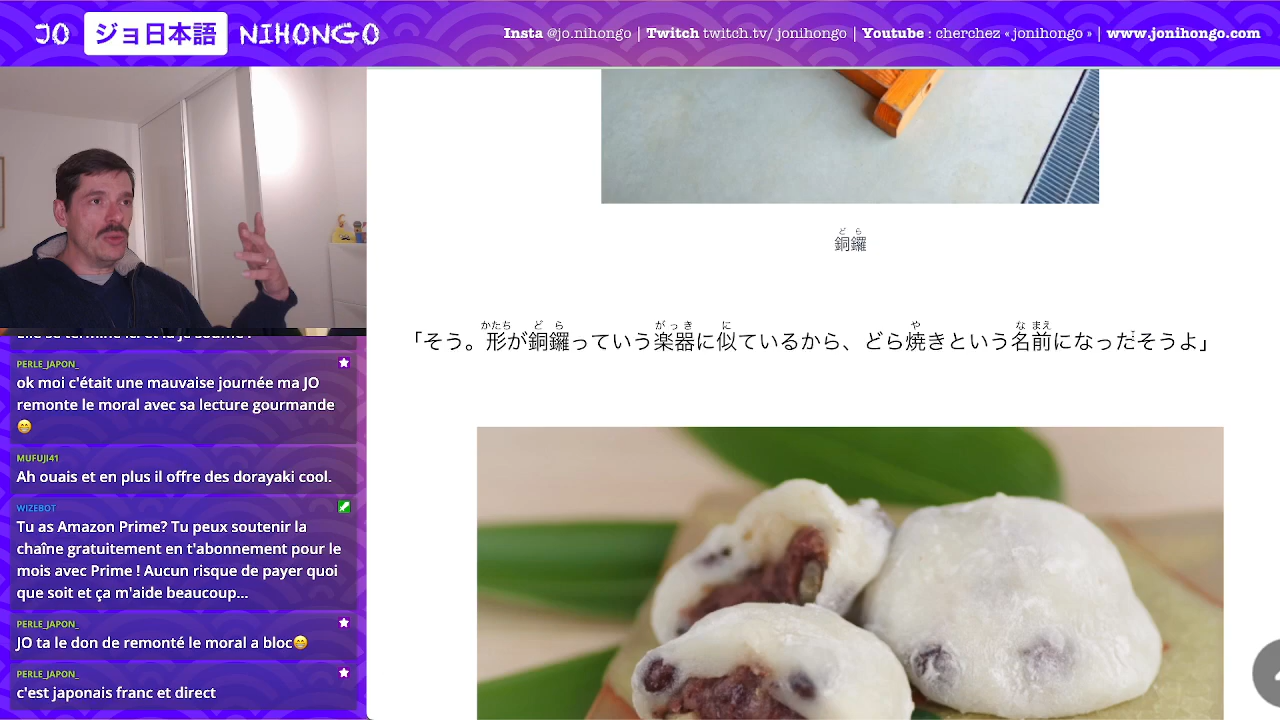 JO ジョ日本語 NIHONGO
Insta @jo.nihongo | Twitch twitch.tv/ jonihongo | Youtube : cherchez « jonihongo » | www.jonihongo.com
どら
銅鑼
かたち どら がっき に や な まえ
「そう。形が銅鑼っていう楽器に似ているから、どら焼きという名前になっだそうよ」
PERLE_JAPON_
ok moi c'était une mauvaise journée ma JO
remonte le moral avec sa lecture gourmande
😁
MUFUJI41
Ah ouais et en plus il offre des dorayaki cool.
WIZEBOT
Tu as Amazon Prime? Tu peux soutenir la
chaîne gratuitement en t'abonnement pour le
mois avec Prime ! Aucun risque de payer quoi
que soit et ça m'aide beaucoup...
PERLE_JAPON_
JO ta le don de remonté le moral a bloc😁
PERLE_JAPON_
c'est japonais franc et direct